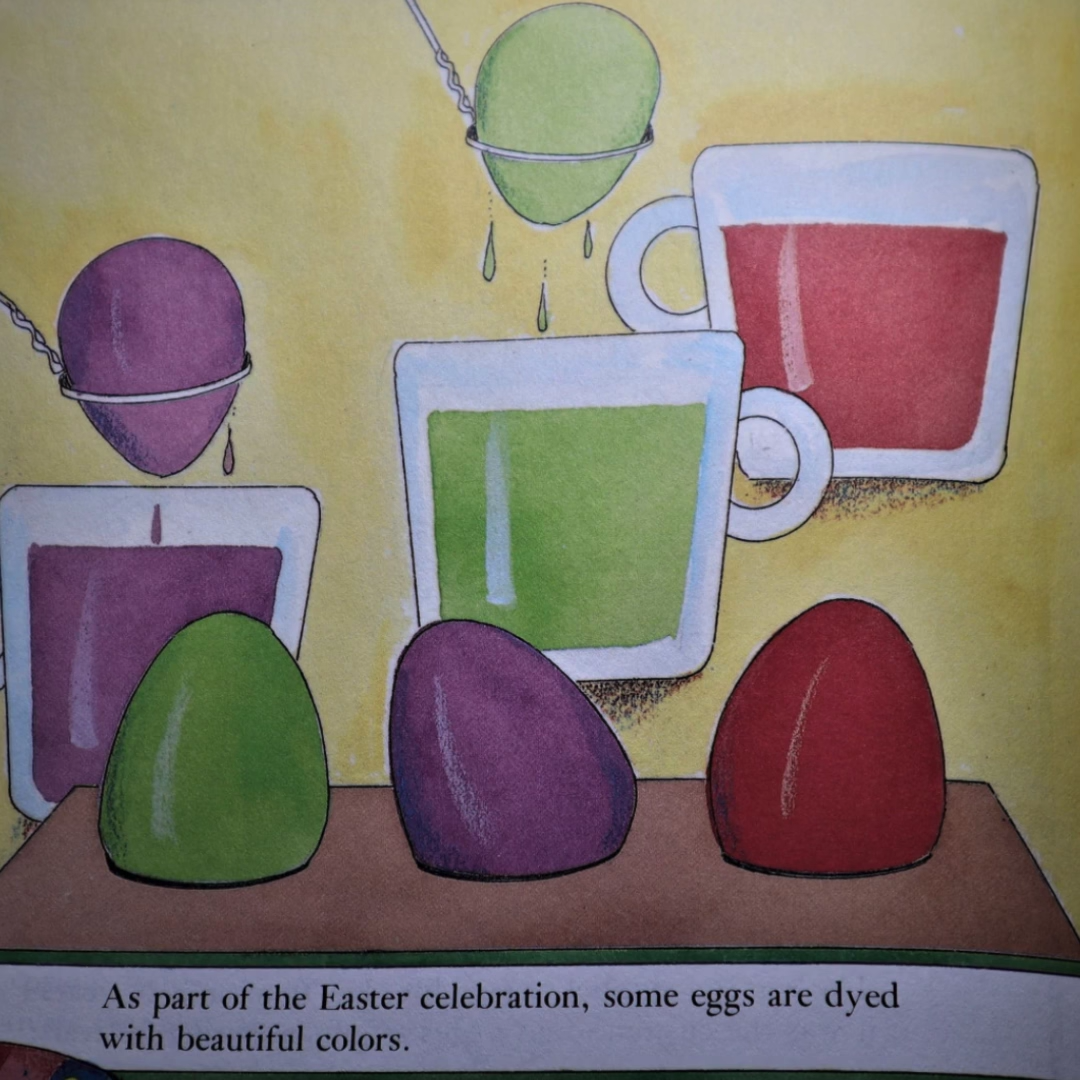 As part of the Easter celebration, some eggs are dyed
with beautiful colors.